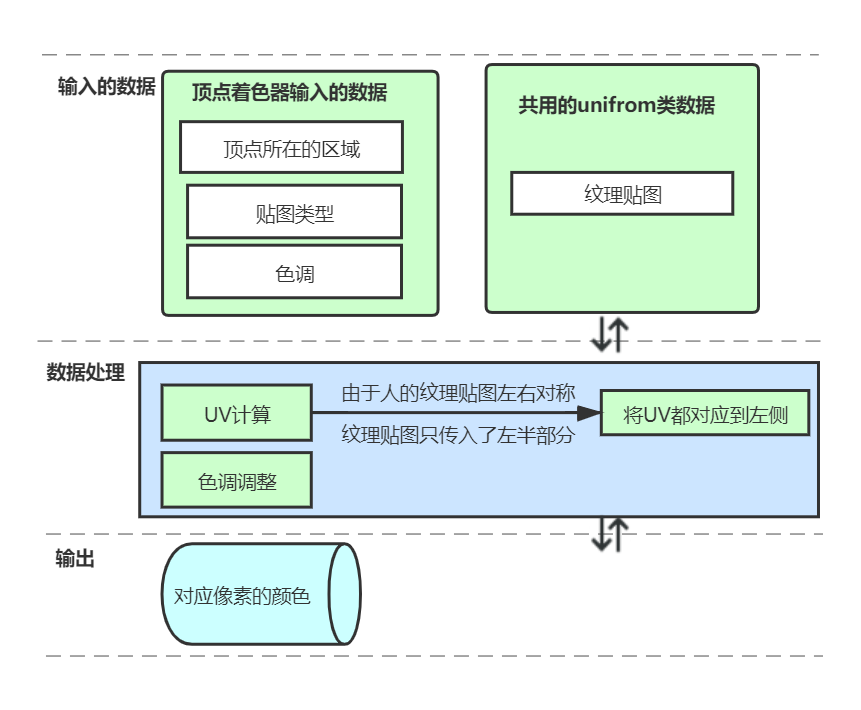 输入的数据
顶点着色器输入的数据
顶点所在的区域
贴图类型
色调
共用的unifrom类数据
纹理贴图
数据处理
UV计算
由于人的纹理贴图左右对称
纹理贴图只传入了左半部分
将UV都对应到左侧
色调调整
输出
对应像素的颜色